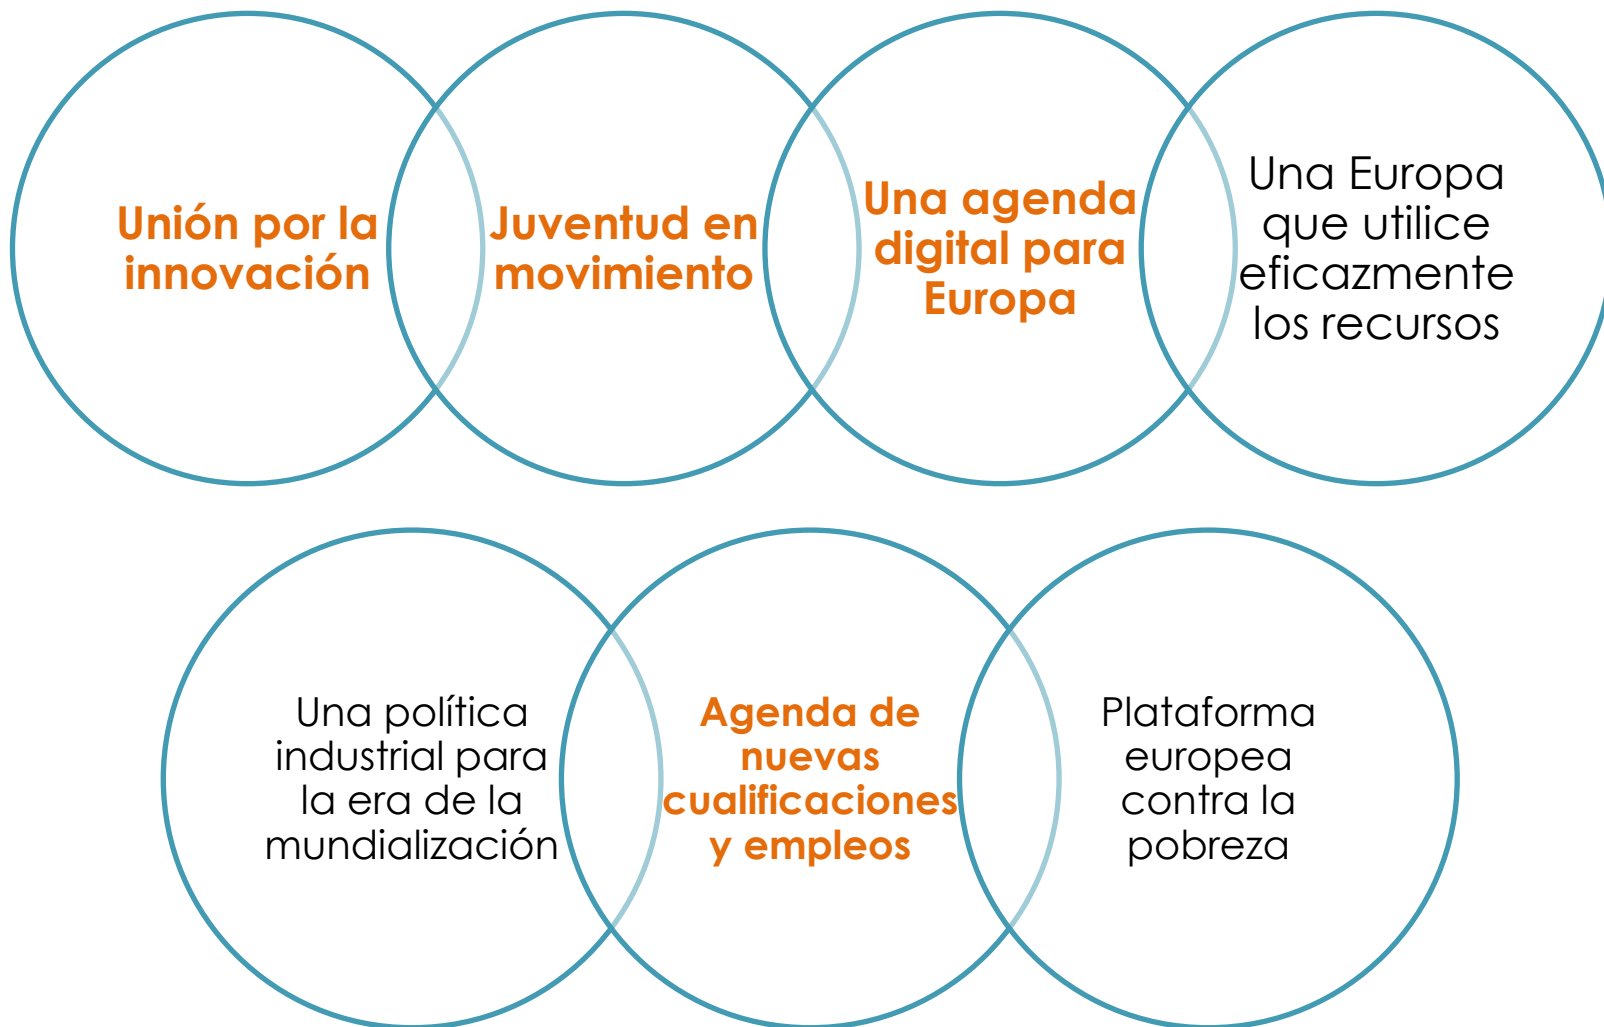 Unión por la
innovación
Juventud en
movimiento
Una agenda
digital para
Europa
Una Europa
que utilice
eficazmente
los recursos
Una política
industrial para
la era de la
mundialización
Agenda de
nuevas
cualificaciones
y empleos
Plataforma
europea
contra la
pobreza